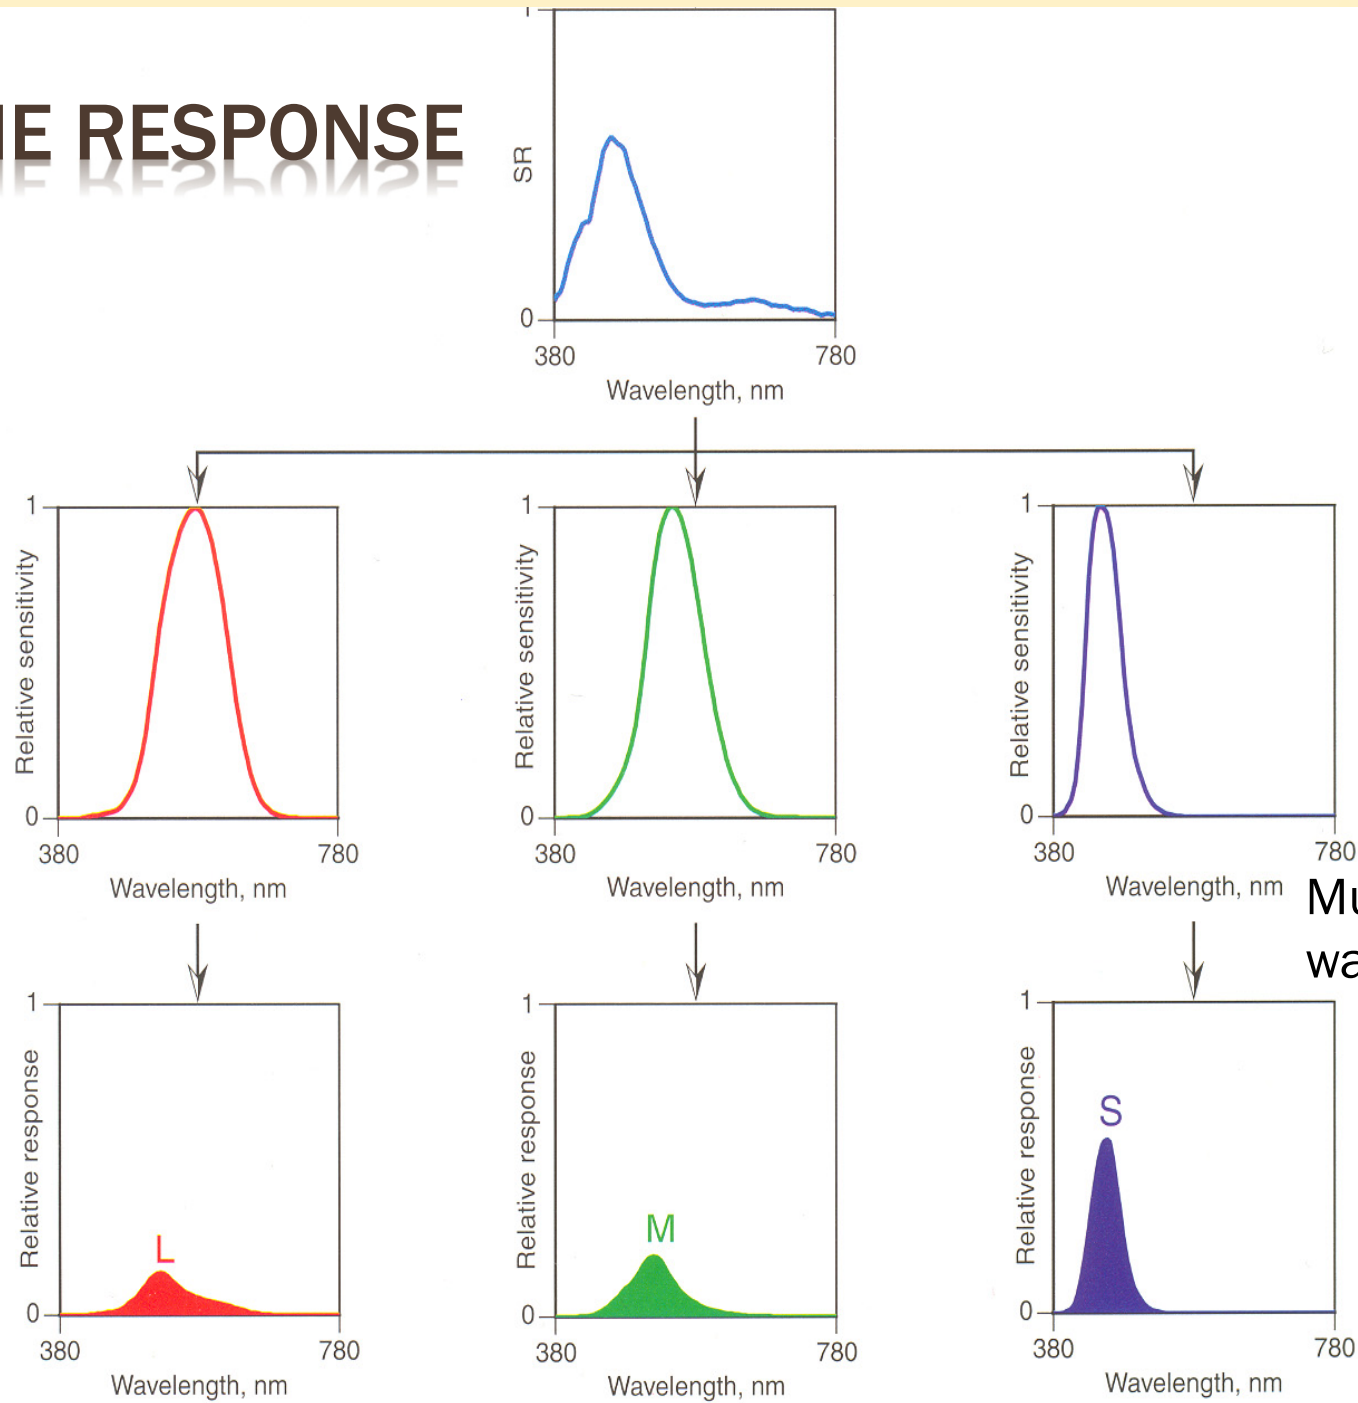 RESPONSE
SR
0
380 780
Wavelength, nm
1
Relative sensitivity
0
380 780
Wavelength, nm
1
Relative sensitivity
0
380 780
Wavelength, nm
1
Relative sensitivity
0
380 780
Wavelength, nm
1
Relative response
L
0
380 780
Wavelength, nm
1
Relative response
M
0
380 780
Wavelength, nm
1
Relative response
S
0
380 780
Wavelength, nm